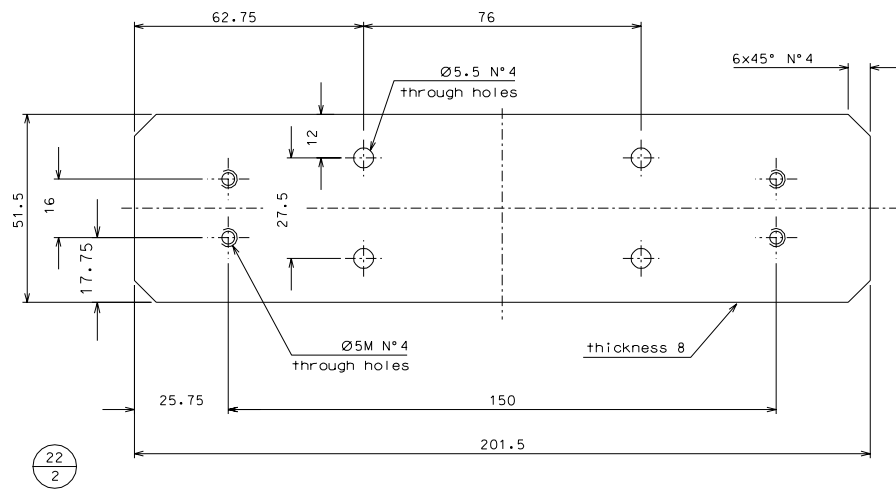 62.75
76
6x45° N°4
Ø5.5 N°4
through holes
12
51.5
16
27.5
17.75
Ø5M N°4
through holes
thickness 8
25.75
150
201.5
22
2